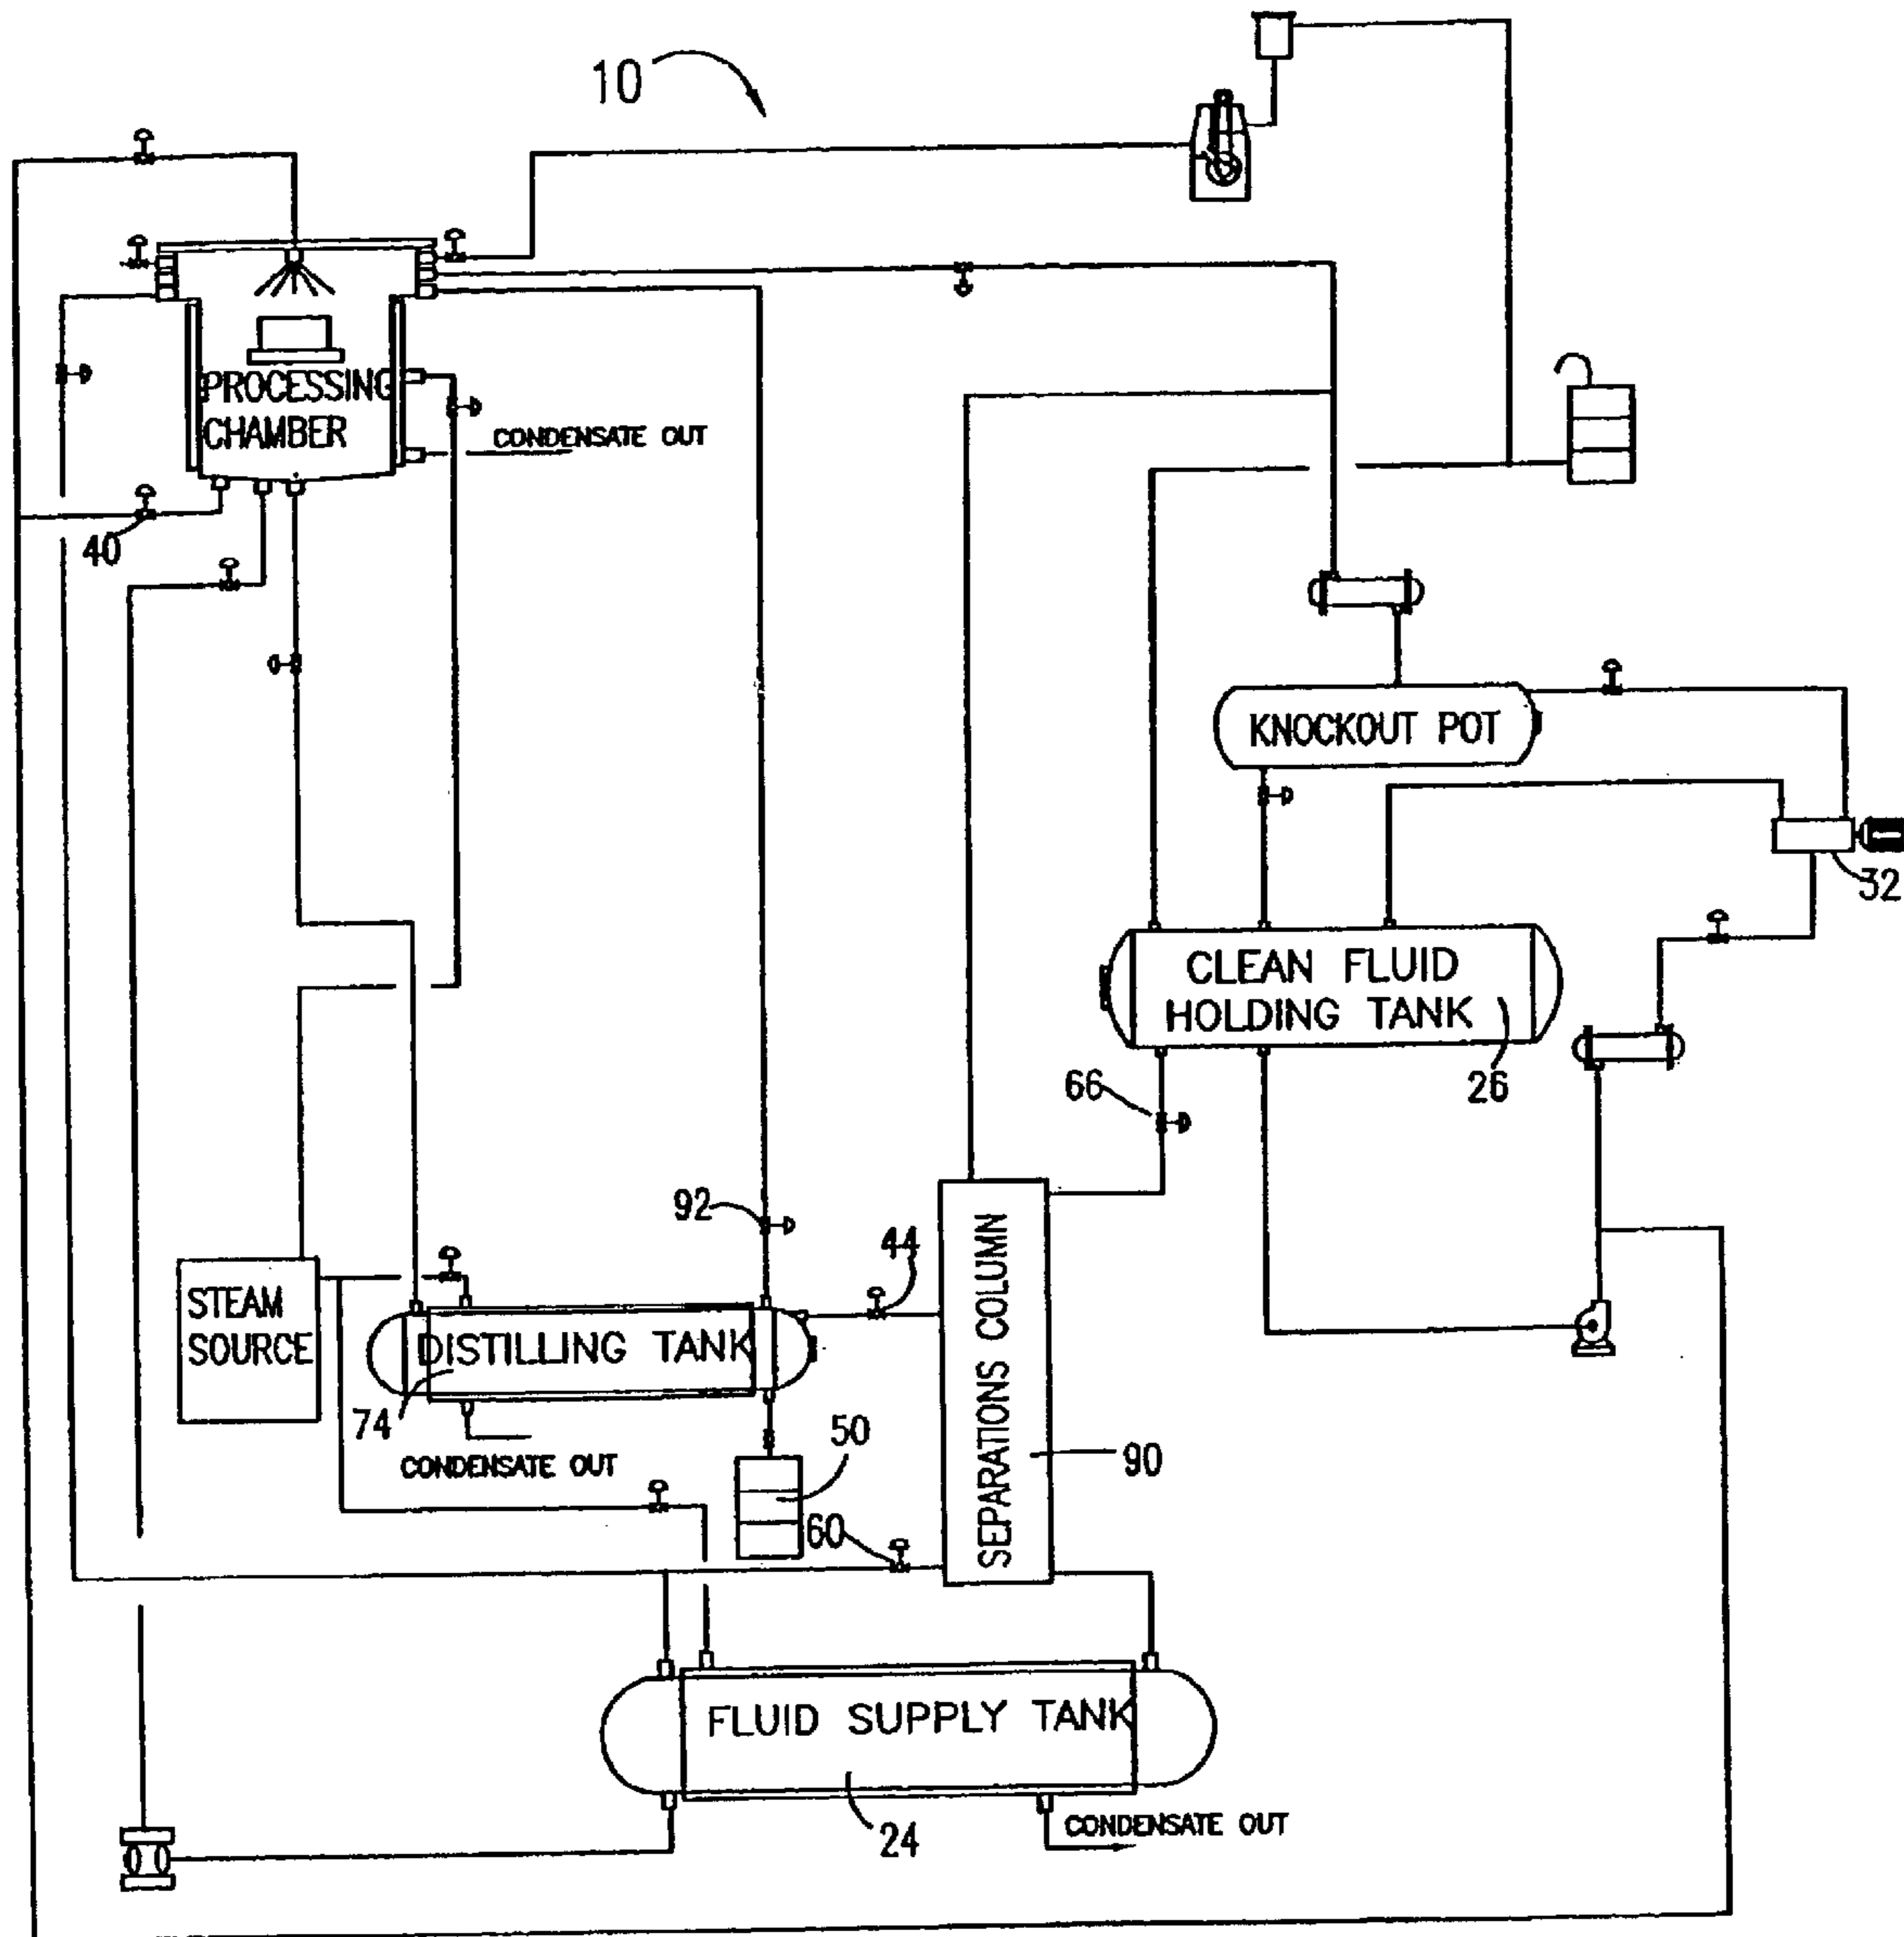 10
PROCESSING
CHAMBER
CONDENSATE OUT
40
KNOCKOUT POT
32
CLEAN FLUID
HOLDING TANK
26
66
92
44
STEAM
SOURCE
DISTILLING TANK
74
CONDENSATE OUT
50
SEPARATIONS COLUMN
90
60
FLUID SUPPLY TANK
24
CONDENSATE OUT